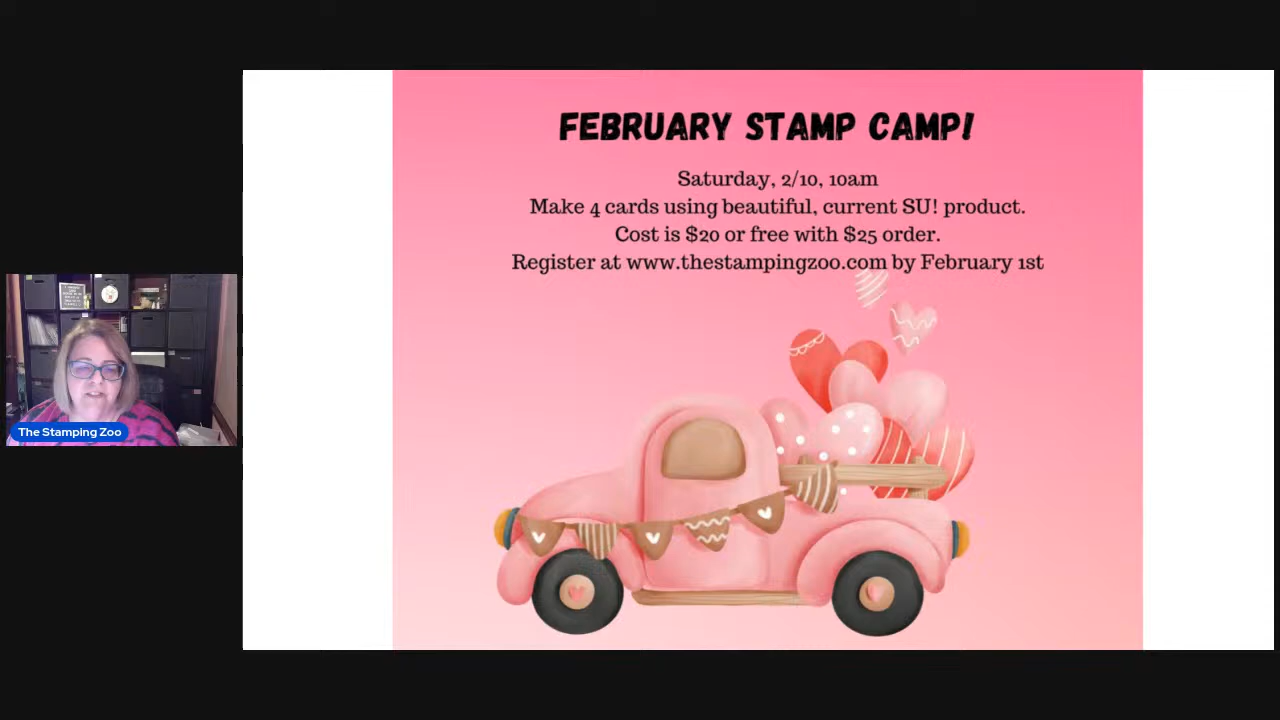 FEBRUARY STAMP CAMP!
Saturday, 2/10, 10am
Make 4 cards using beautiful, current SU! product.
Cost is $20 or free with $25 order.
Register at www.thestampingzoo.com by February 1st
The Stamping Zoo